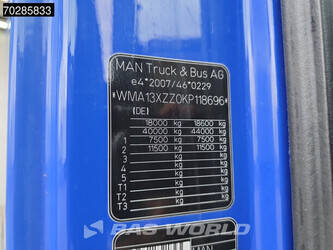 70285833
MAN Truck & Bus AG
e4*2007/46*0229
*WMA13XZZ0KP118696*
(DE)
18000 kg 18600 kg
40000 kg 44000 kg
1 7500 kg 7500 kg
2 11500 kg 11500 kg
3 kg kg
4 kg kg
5 kg kg
T1 kg kg
T2 kg kg
T3 kg kg
BAS WORLD
MAN